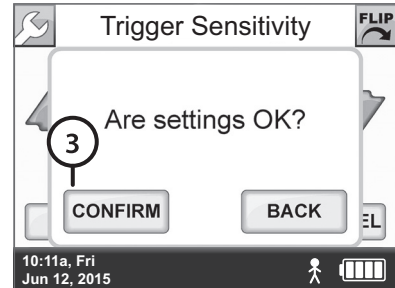 Trigger Sensitivity
FLIP
Are settings OK?
3
CONFIRM
BACK
EL
10:11a, Fri
Jun 12, 2015